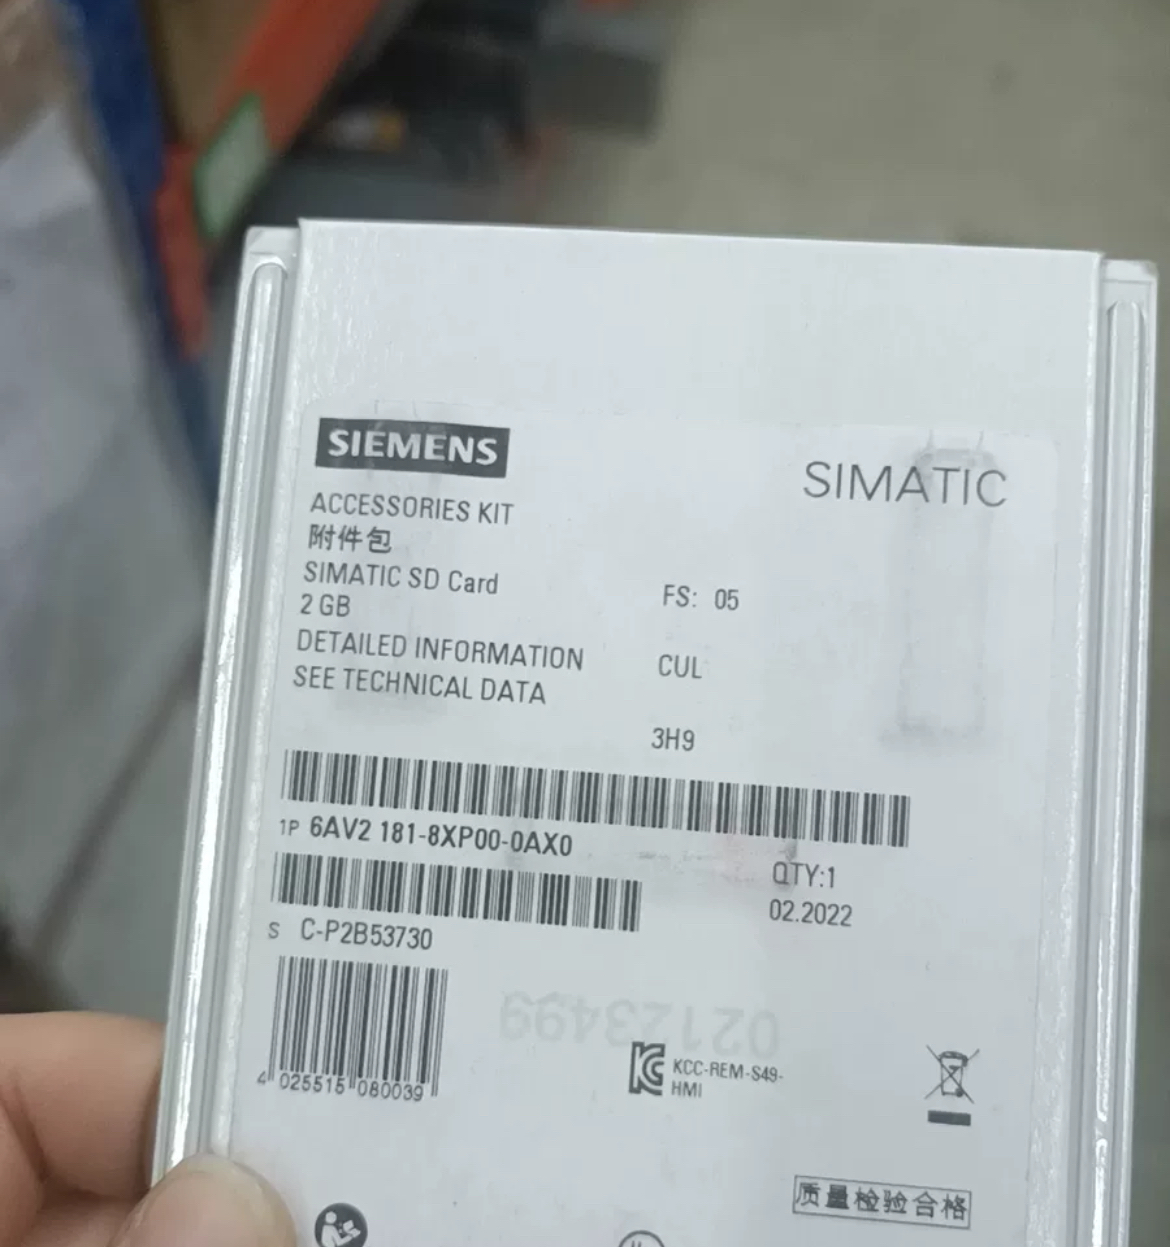 SIEMENS
SIMATIC
ACCESSORIES KIT
附件包
SIMATIC SD Card
2 GB
FS: 05
DETAILED INFORMATION
CUL
SEE TECHNICAL DATA
3H9
1P 6AV2 181-8XP00-0AX0
QTY:1
02.2022
S C-P2B53730
02123499
KCC-REM-S49-
HMI
4 025515 080039
质量检验合格